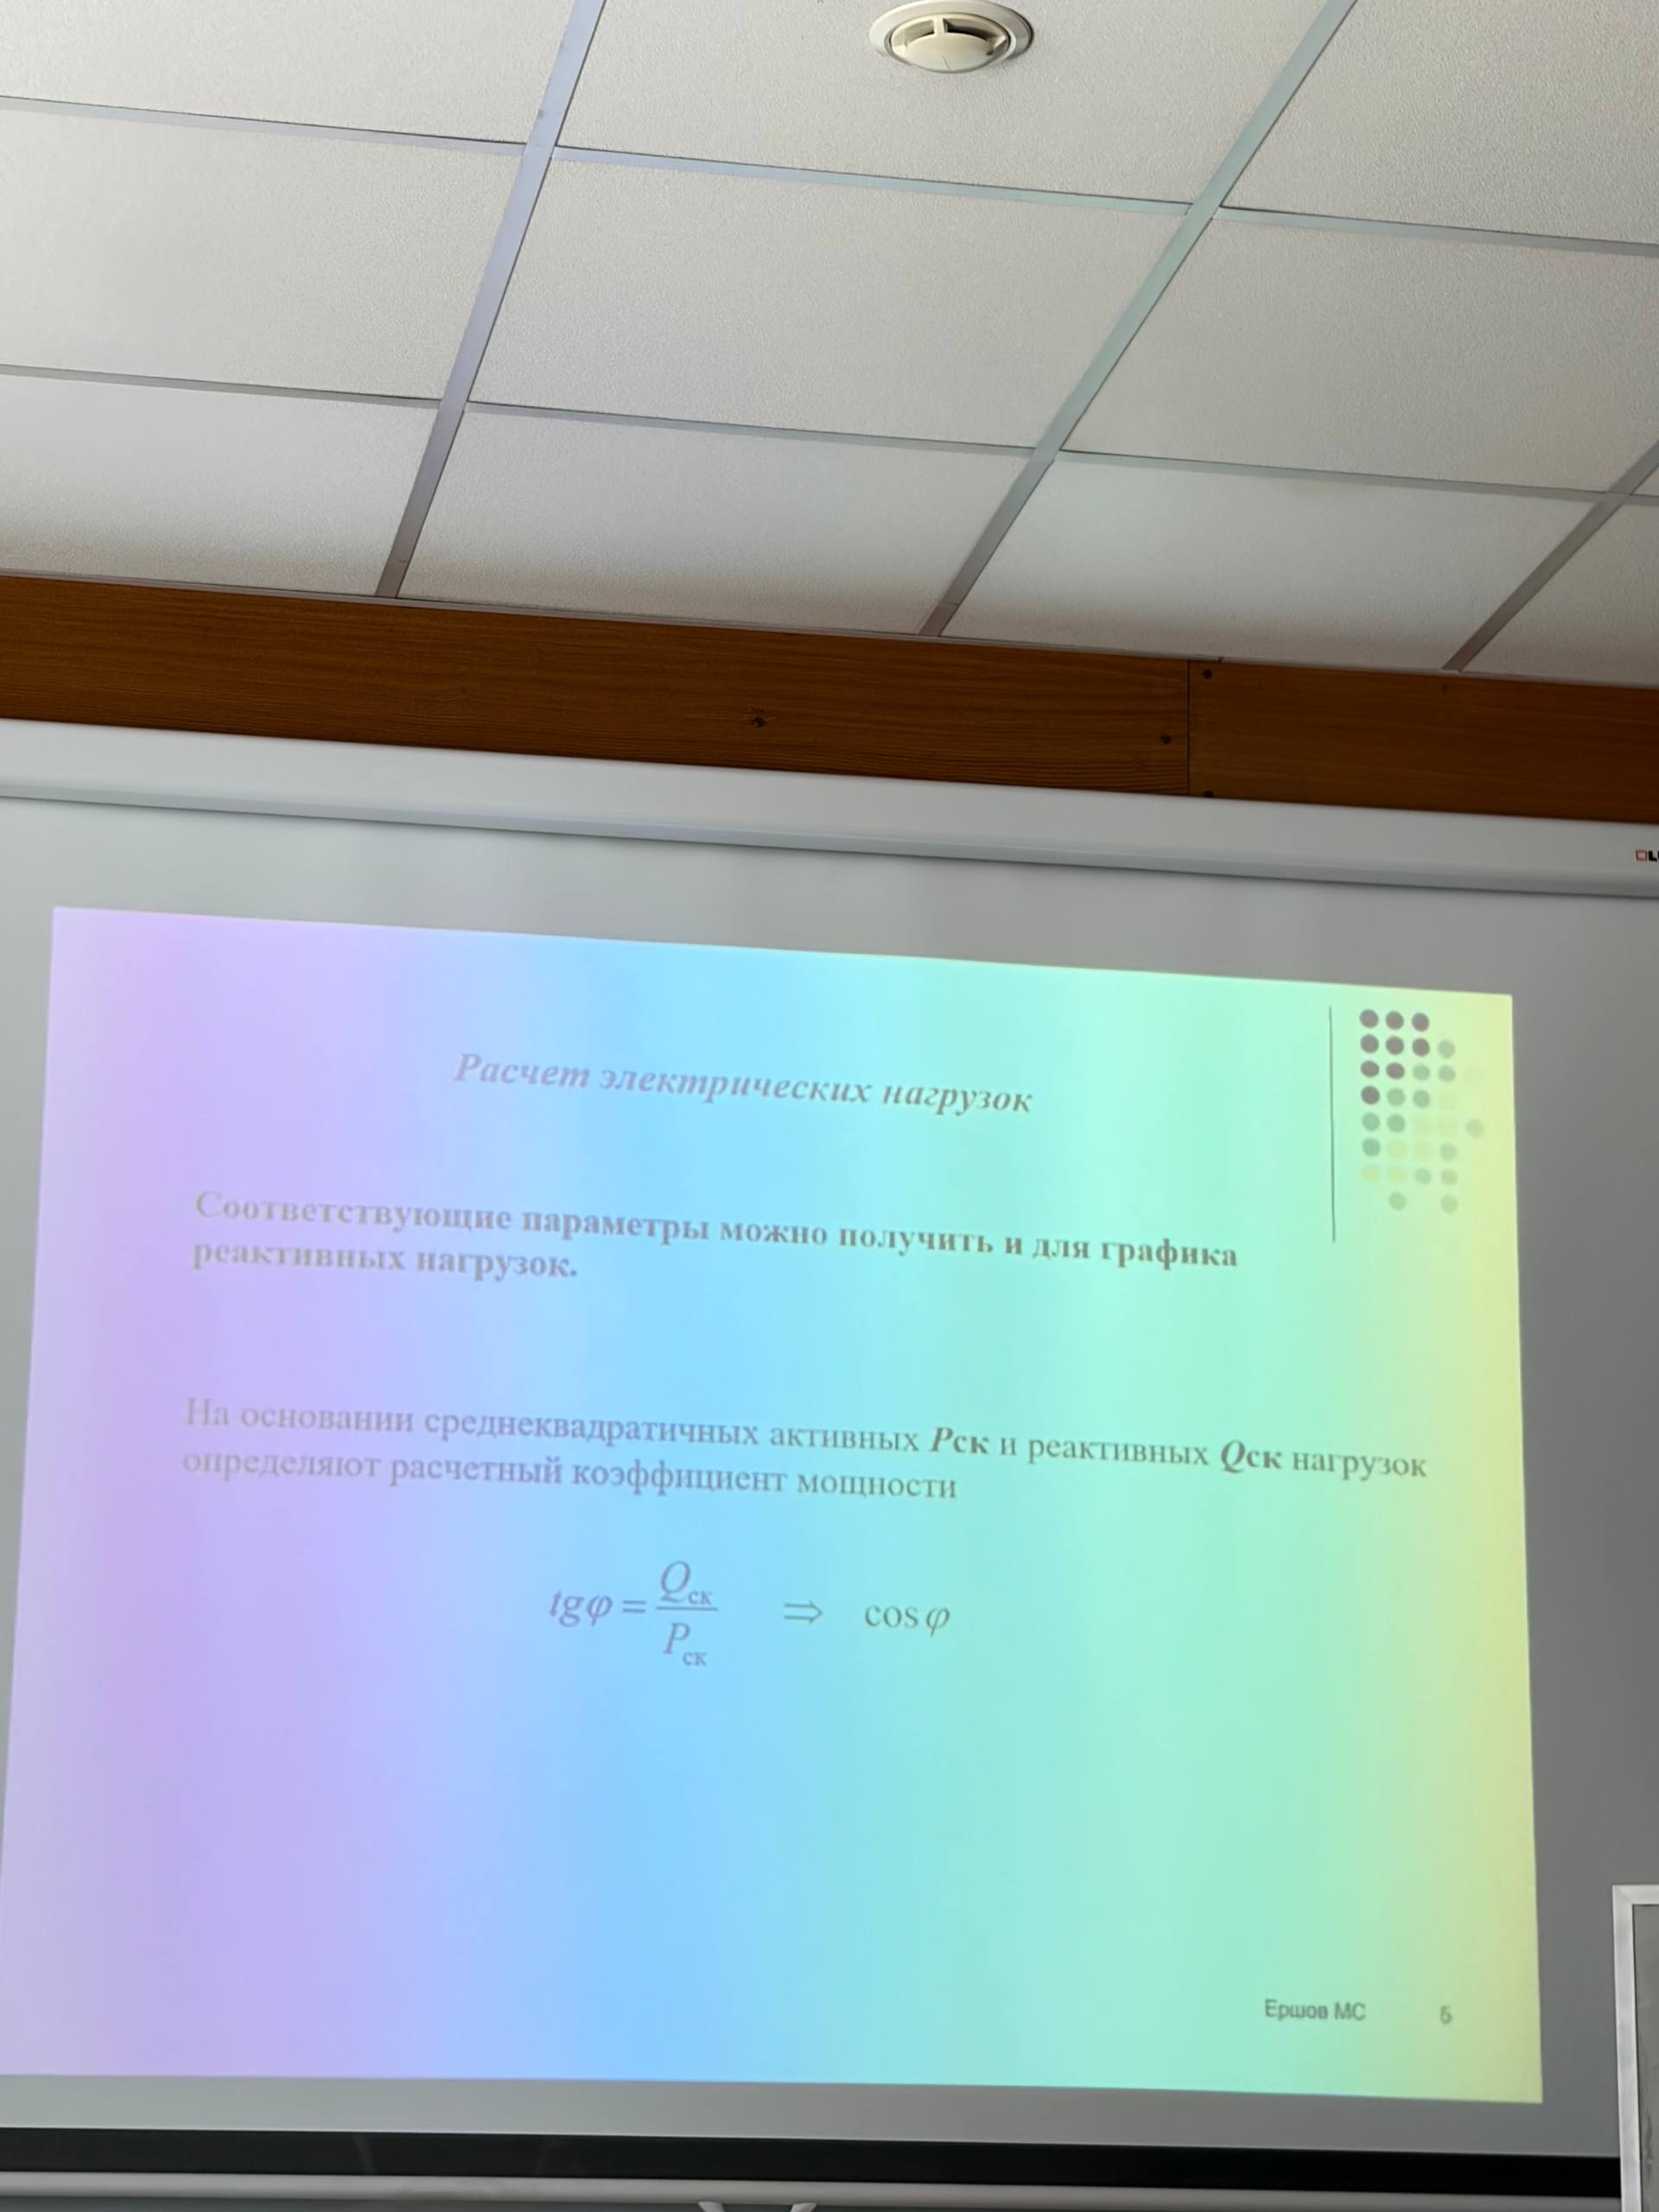 Расчет электрических нагрузок
Соответствующие параметры можно получить и для графика
реактивных нагрузок.
На основании среднеквадратичных активных Pск и реактивных Qск нагрузок
определяют расчетный коэффициент мощности
tgφ = Qск / Pск ⇒ cos φ
Ершов МС 5